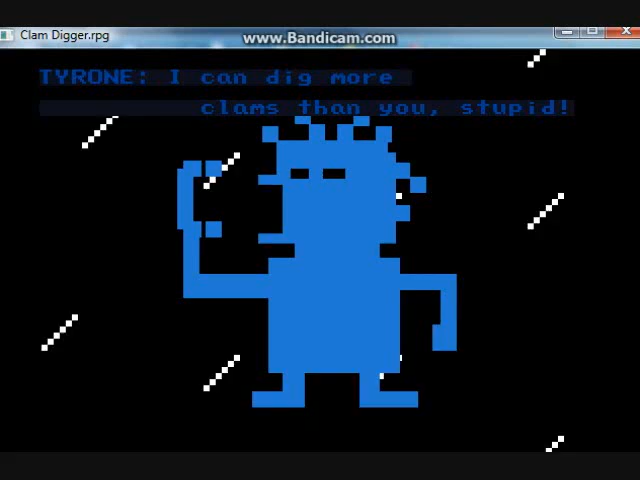 www.Bandicam.com
Clam Digger.rpg
TYRONE: I can dig more
clams than you, stupid!